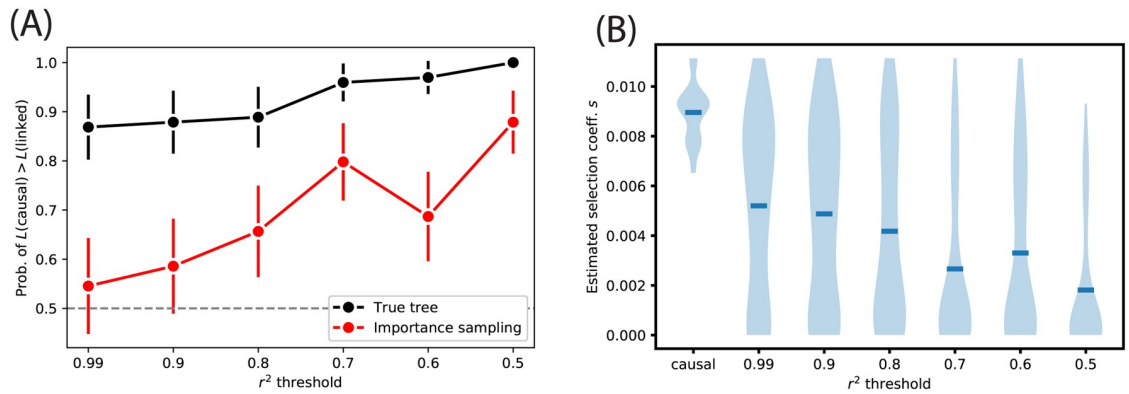 (A)
Prob. of L(causal) > L(linked)
1.0
0.9
0.8
0.7
0.6
0.5
True tree
Importance sampling
0.99 0.9 0.8 0.7 0.6 0.5
r² threshold
(B)
Estimated selection coeff. s
0.010
0.008
0.006
0.004
0.002
0.000
causal 0.99 0.9 0.8 0.7 0.6 0.5
r² threshold